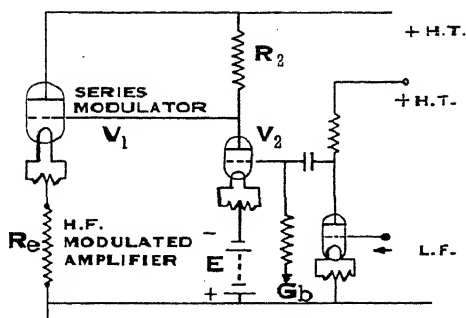 + H.T.
R2
+ H.T.
SERIES
MODULATOR
V1
V2
Re
H.F.
MODULATED
AMPLIFIER
−
E
+
Gb
L.F.